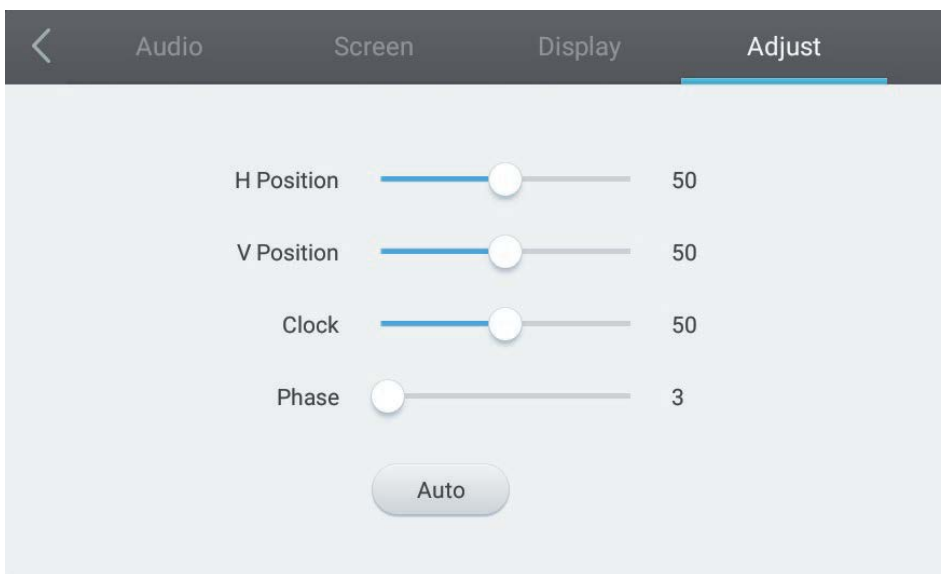 Audio Screen Display Adjust
H Position 50
V Position 50
Clock 50
Phase 3
Auto